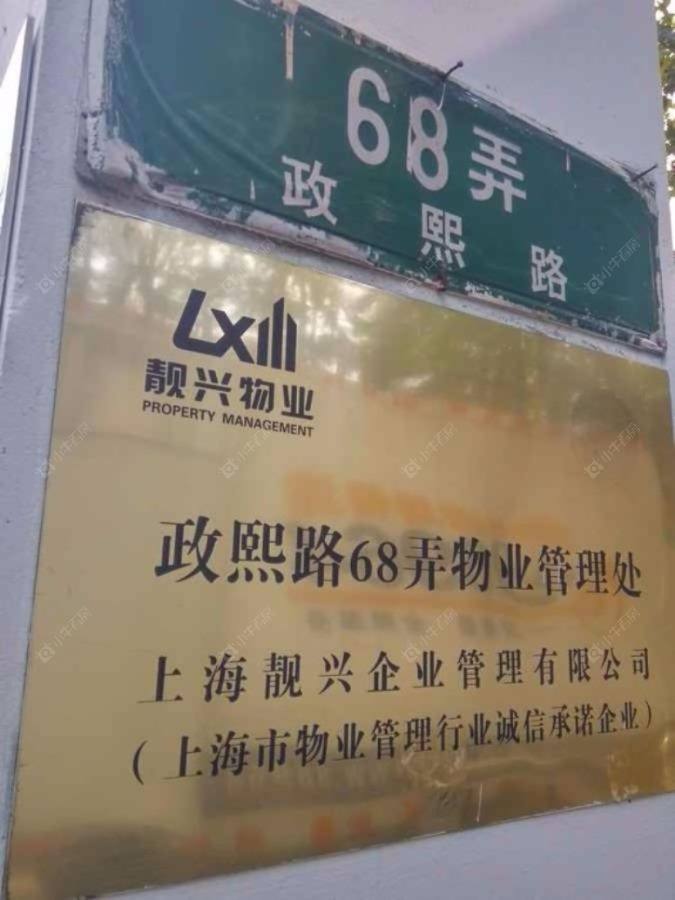 68弄
政熙路
LX
靓兴物业
PROPERTY MANAGEMENT
政熙路68弄物业管理处
上海靓兴企业管理有限公司
(上海市物业管理行业诚信承诺企业)